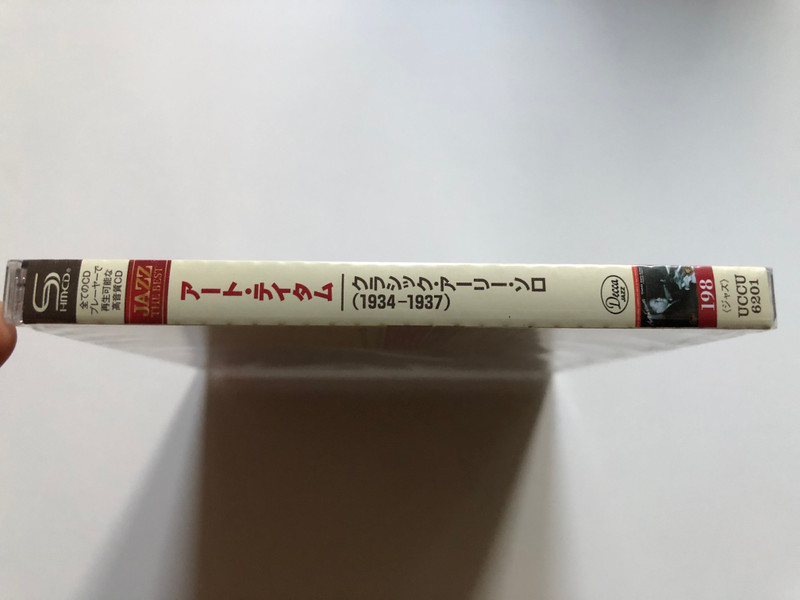 SHM-CD®
全てのCD
プレーヤーで
再生可能な
高音質CD
JAZZ
THE BEST
アート・テイタム
クラシック・アーリー・ソロ
(1934–1937)
Decca
JAZZ
198
〈ジャズ〉
UCCU
6201